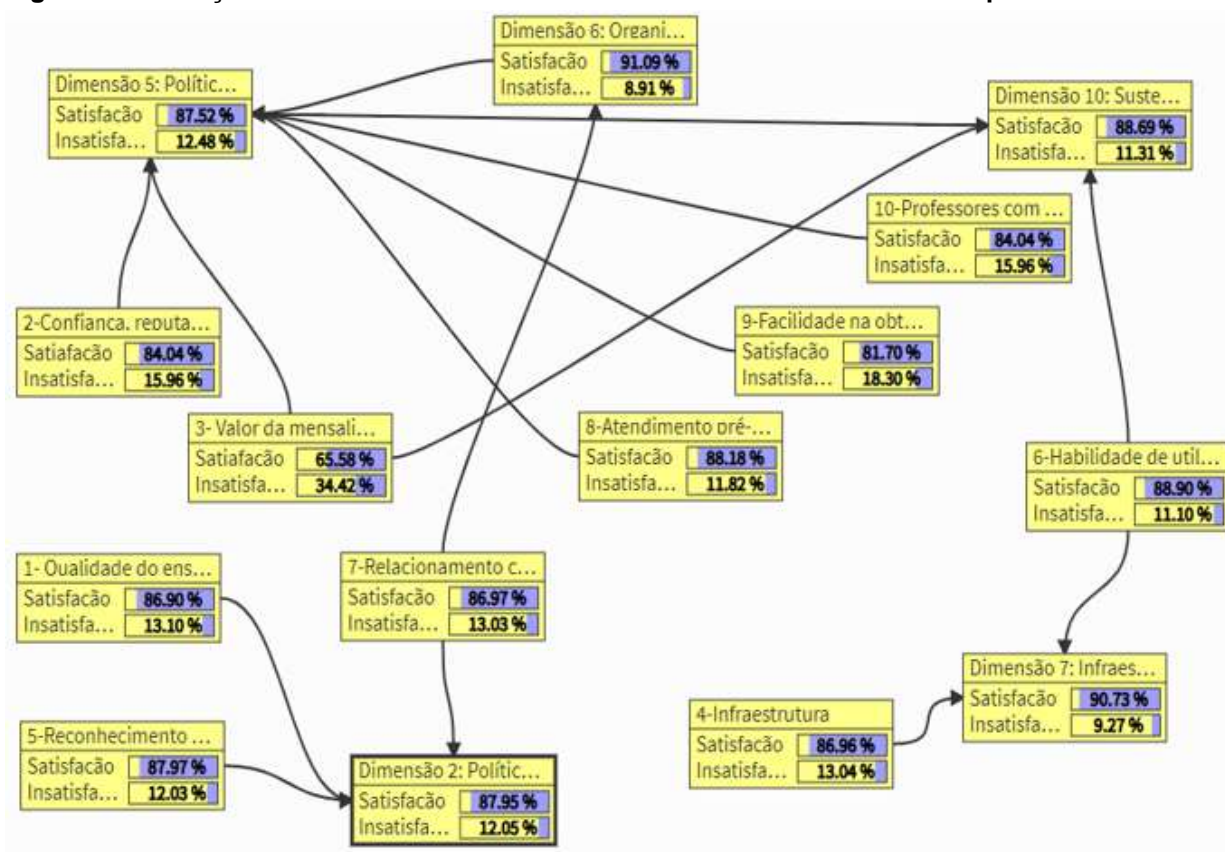 Dimensão 6: Organi...
Satisfacão 91.09 %
Insatisfa... 8.91 %
Dimensão 5: Polític...
Satisfacão 87.52 %
Insatisfa... 12.48 %
Dimensão 10: Suste...
Satisfacão 88.69 %
Insatisfa... 11.31 %
10-Professores com ...
Satisfacão 84.04 %
Insatisfa... 15.96 %
2-Confianca, reputa...
Satiafacão 84.04 %
Insatisfa... 15.96 %
9-Facilidade na obt...
Satisfacão 81.70 %
Insatisfa... 18.30 %
3- Valor da mensali...
Satiafacão 65.58 %
Insatisfa... 34.42 %
8-Atendimento pré-...
Satisfacão 88.18 %
Insatisfa... 11.82 %
6-Habilidade de util...
Satisfacão 88.90 %
Insatisfa... 11.10 %
1- Qualidade do ens...
Satisfacão 86.90 %
Insatisfa... 13.10 %
7-Relacionamento c...
Satisfacão 86.97 %
Insatisfa... 13.03 %
Dimensão 7: Infraes...
Satisfacão 90.73 %
Insatisfa... 9.27 %
4-Infraestrutura
Satisfacão 86.96 %
Insatisfa... 13.04 %
5-Reconhecimento ...
Satisfacão 87.97 %
Insatisfa... 12.03 %
Dimensão 2: Polític...
Satisfacão 87.95 %
Insatisfa... 12.05 %